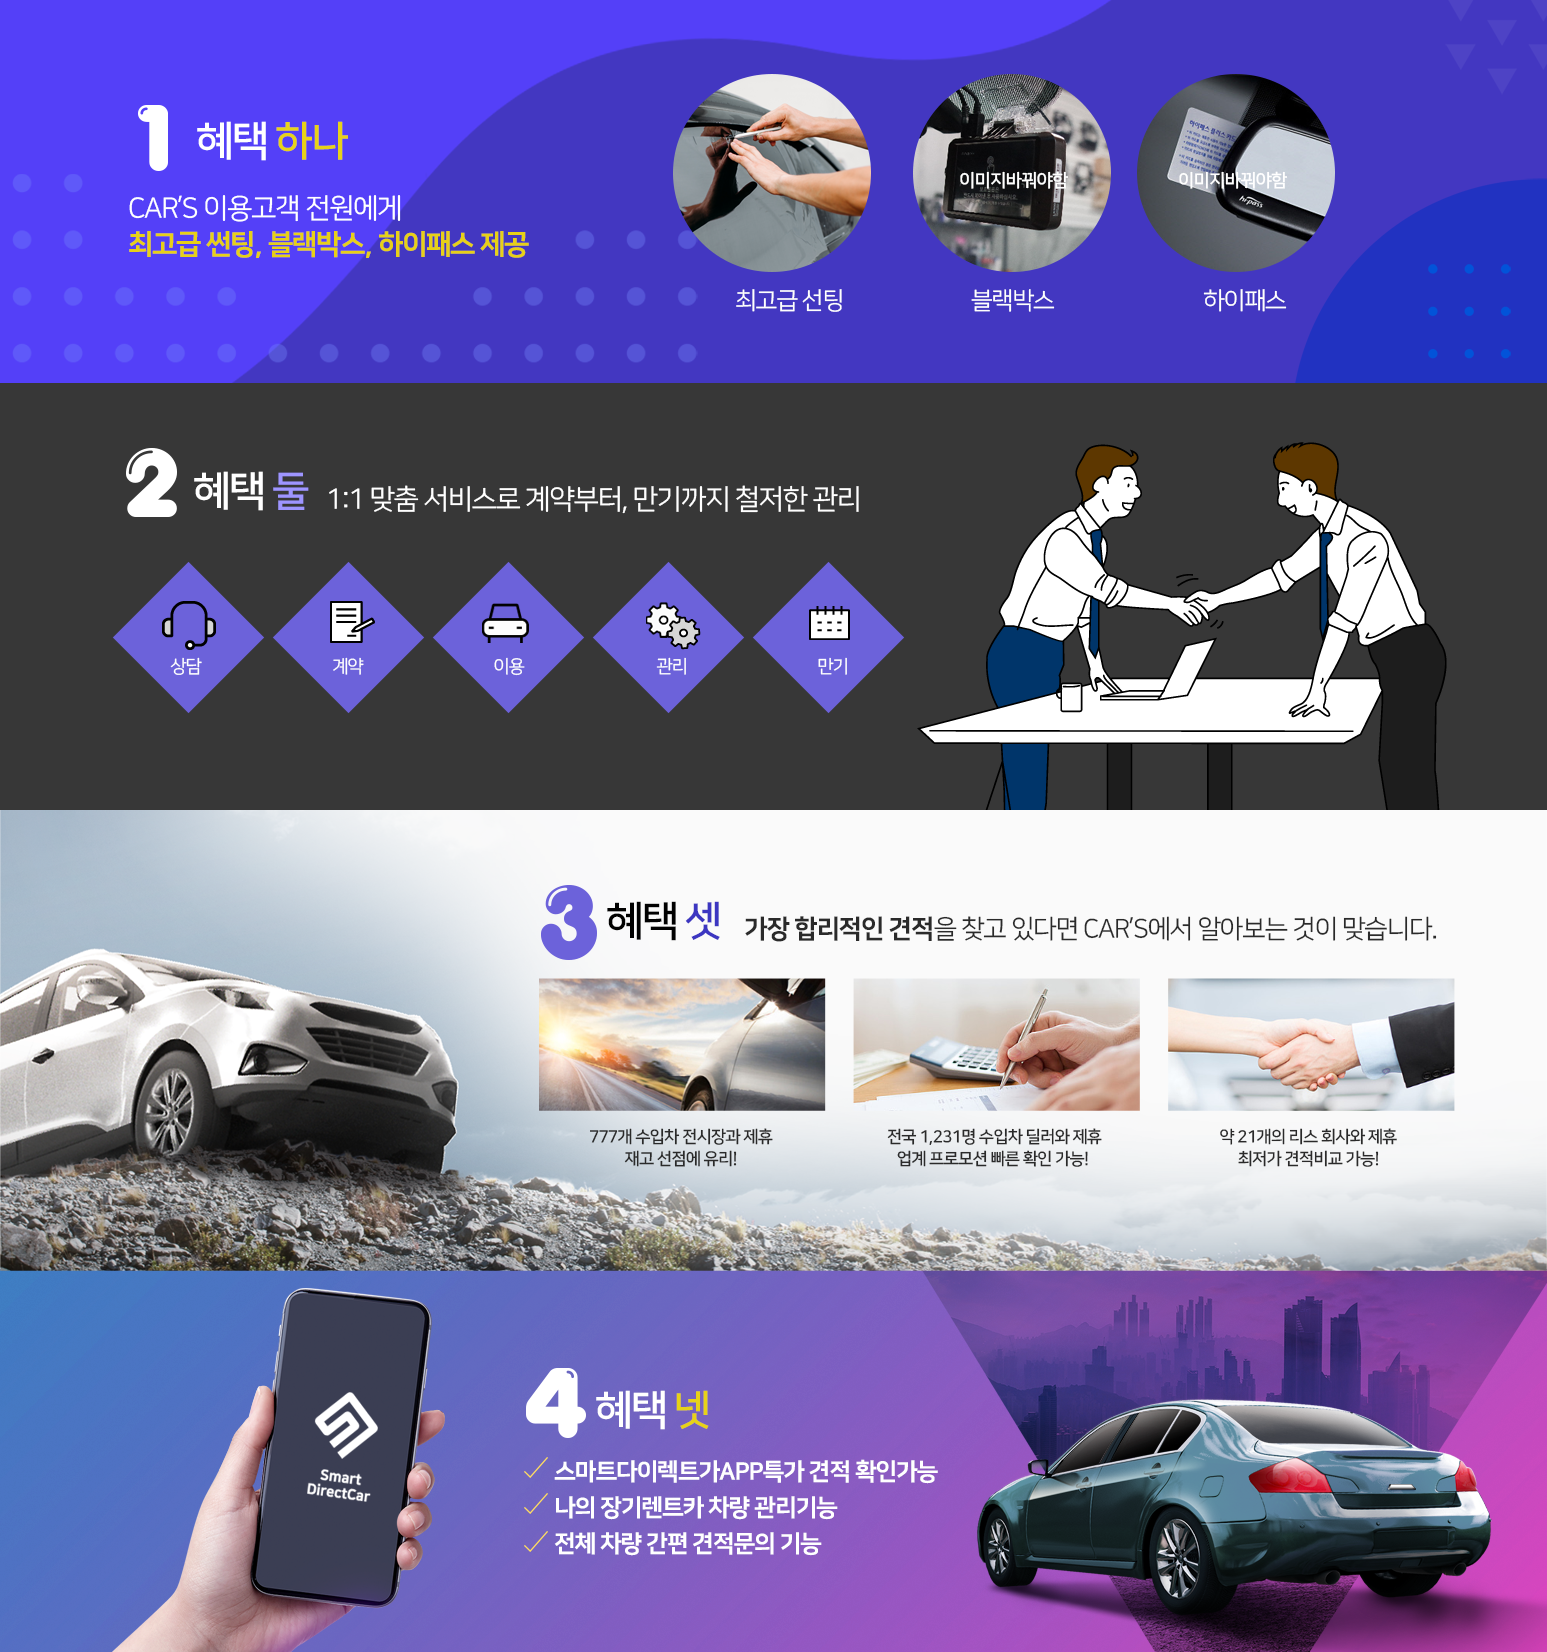 1 혜택 하나
CAR'S 이용고객 전원에게
최고급 썬팅, 블랙박스, 하이패스 제공
이미지바꿔야함
이미지바꿔야함
하이패스 플러스 카드
hi-pass
최고급 선팅
블랙박스
하이패스
2 혜택 둘 1:1 맞춤 서비스로 계약부터, 만기까지 철저한 관리
상담
계약
이용
관리
만기
3 혜택 셋 가장 합리적인 견적을 찾고 있다면 CAR'S에서 알아보는 것이 맞습니다.
777개 수입차 전시장과 제휴
재고 선점에 유리!
전국 1,231명 수입차 딜러와 제휴
업계 프로모션 빠른 확인 가능!
약 21개의 리스 회사와 제휴
최저가 견적비교 가능!
Smart
DirectCar
4 혜택 넷
스마트다이렉트가APP특가 견적 확인가능
나의 장기렌트카 차량 관리기능
전체 차량 간편 견적문의 기능